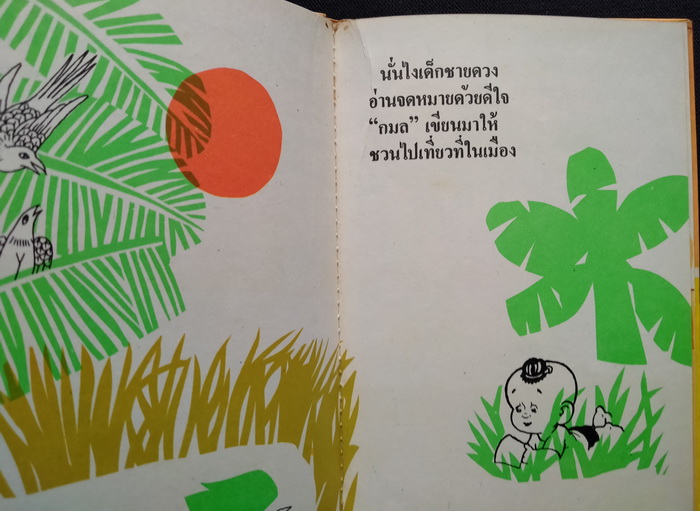 นั่นไงเด็กชายดวง
อ่านจดหมายด้วยดีใจ
“กมล” เขียนมาให้
ชวนไปเที่ยวที่ในเมือง